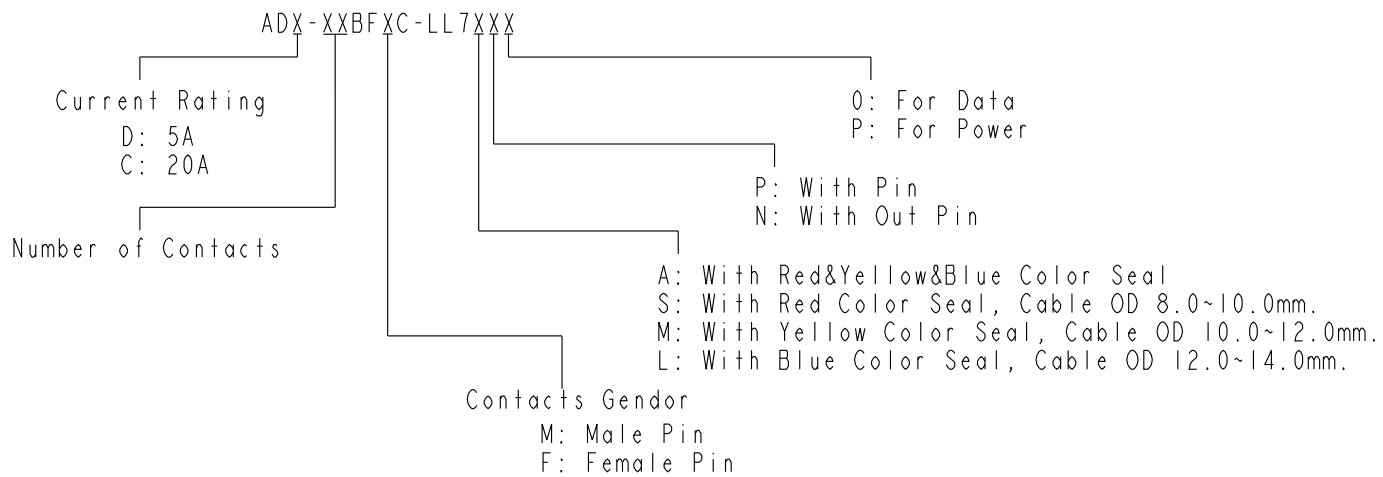 ADX-XXBFXC-LL7XXX
Current Rating
D: 5A
C: 20A
Number of Contacts
O: For Data
P: For Power
P: With Pin
N: With Out Pin
A: With Red&Yellow&Blue Color Seal
S: With Red Color Seal, Cable OD 8.0~10.0mm.
M: With Yellow Color Seal, Cable OD 10.0~12.0mm.
L: With Blue Color Seal, Cable OD 12.0~14.0mm.
Contacts Gendor
M: Male Pin
F: Female Pin